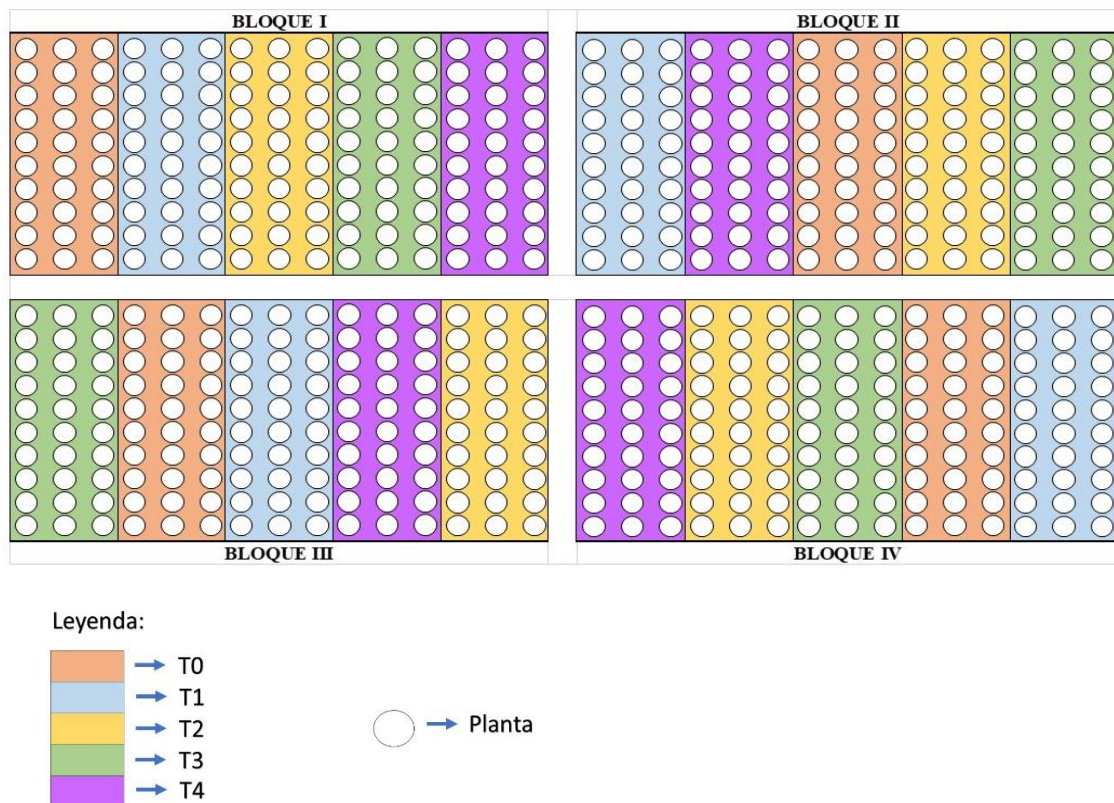 BLOQUE I
BLOQUE II
BLOQUE III
BLOQUE IV
Leyenda:
T0
T1
T2
T3
T4
Planta